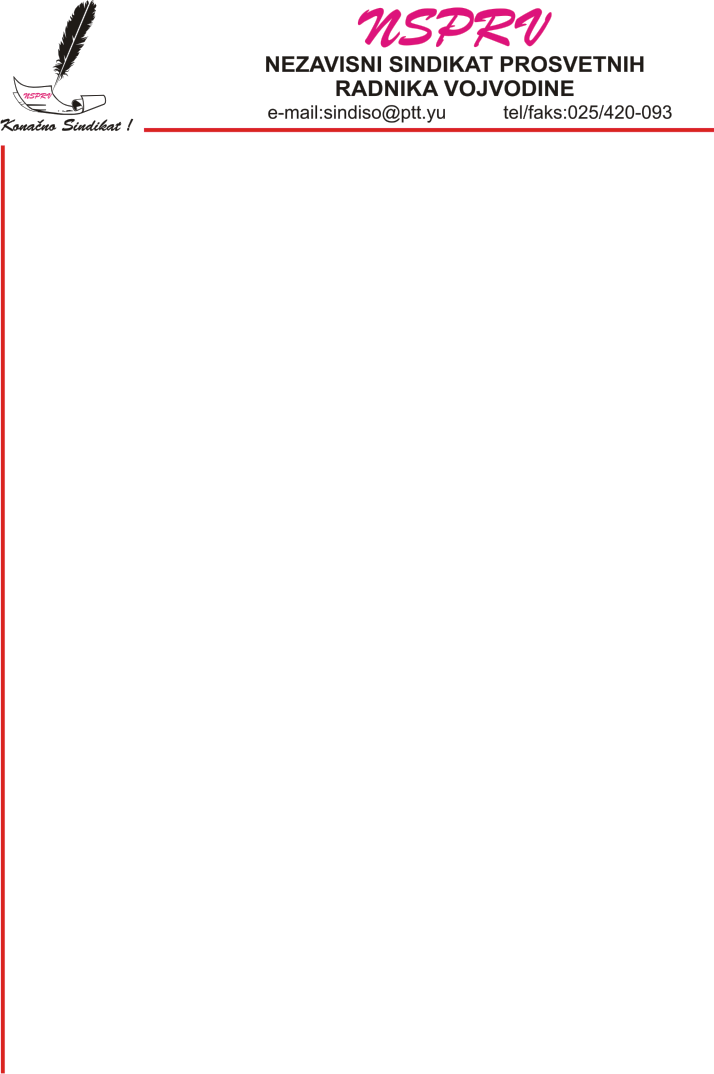 NSPRV
NEZAVISNI SINDIKAT PROSVETNIH
RADNIKA VOJVODINE
e-mail:sindiso@ptt.yu tel/faks:025/420-093
NSPRV
Konačno Sindikat !